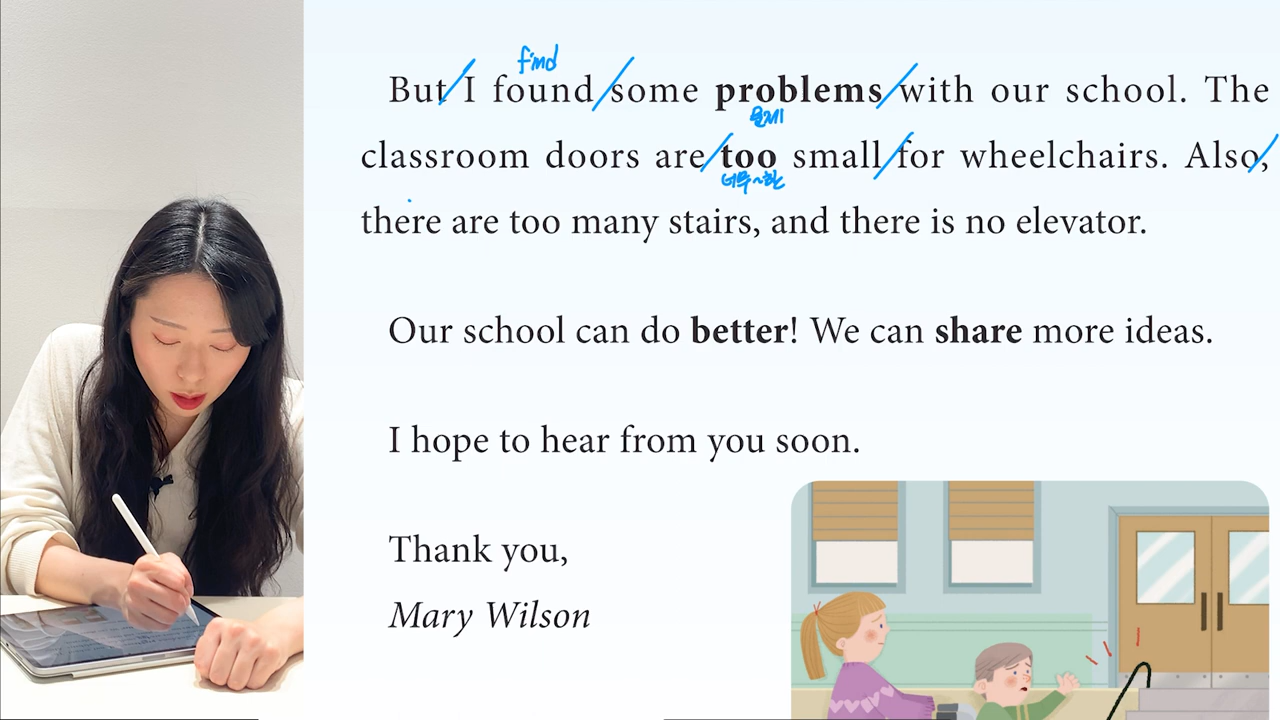 find
But I found some problems with our school. The
문제
classroom doors are too small for wheelchairs. Also,
너무~한
there are too many stairs, and there is no elevator.
Our school can do better! We can share more ideas.
I hope to hear from you soon.
Thank you,
Mary Wilson